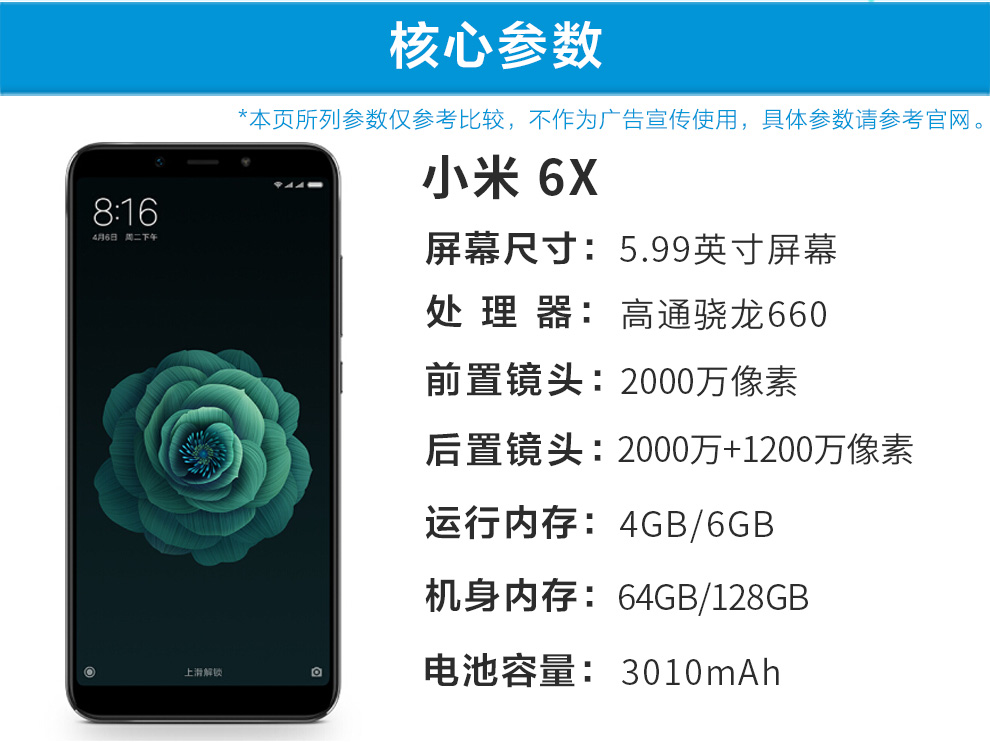 核心参数
*本页所列参数仅参考比较，不作为广告宣传使用，具体参数请参考官网。
8:16
4月6日 周二下午
上滑解锁
小米 6X
屏幕尺寸：5.99英寸屏幕
处 理 器：高通骁龙660
前置镜头：2000万像素
后置镜头：2000万+1200万像素
运行内存：4GB/6GB
机身内存：64GB/128GB
电池容量：3010mAh